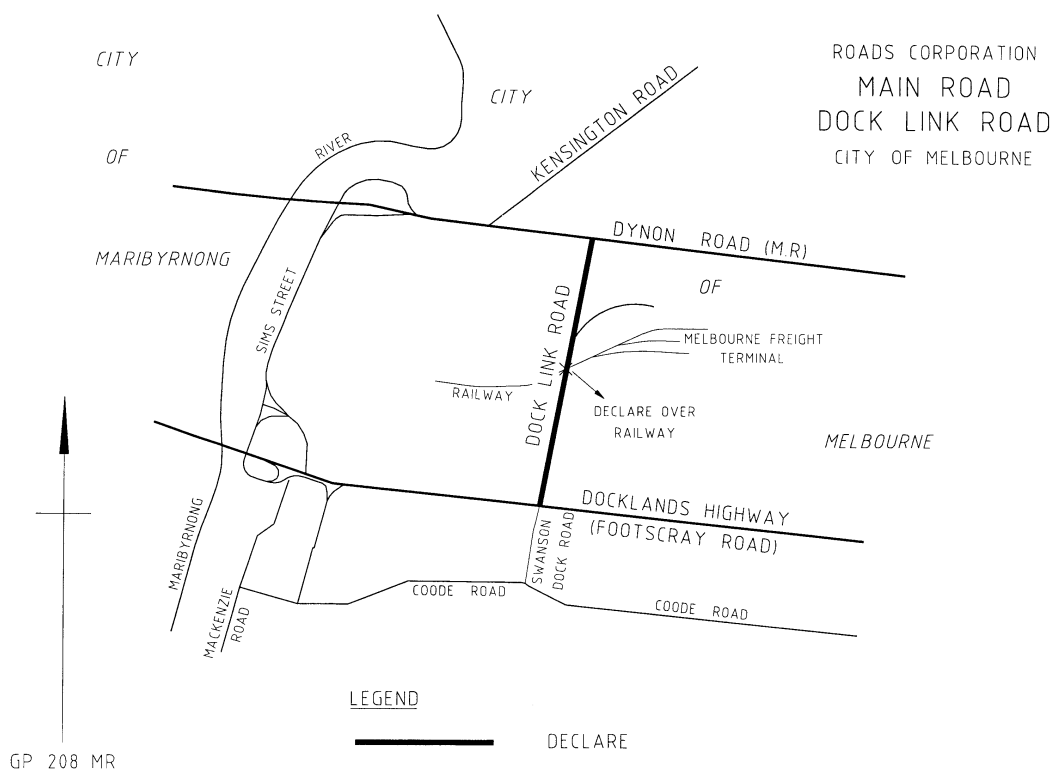 ROADS CORPORATION
MAIN ROAD
DOCK LINK ROAD
CITY OF MELBOURNE
CITY
OF
MARIBYRNONG
CITY
OF
MELBOURNE
RIVER
KENSINGTON ROAD
DYNON ROAD (M.R)
SIMS STREET
DOCK LINK ROAD
MELBOURNE FREIGHT
TERMINAL
RAILWAY
DECLARE OVER
RAILWAY
DOCKLANDS HIGHWAY
(FOOTSCRAY ROAD)
MARIBYRNONG
MACKENZIE
ROAD
SWANSON
DOCK ROAD
COODE ROAD
COODE ROAD
LEGEND
DECLARE
GP 208 MR